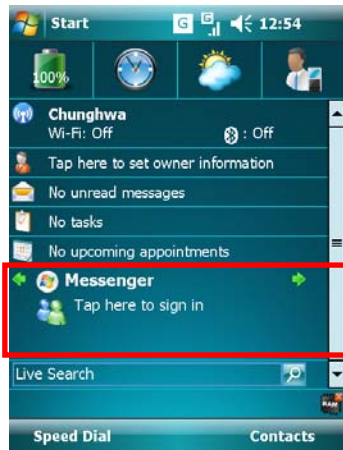 Start G G 12:54
100%
Chunghwa
Wi-Fi: Off : Off
Tap here to set owner information
No unread messages
No tasks
No upcoming appointments
Messenger
Tap here to sign in
Live Search
RAM
Speed Dial Contacts